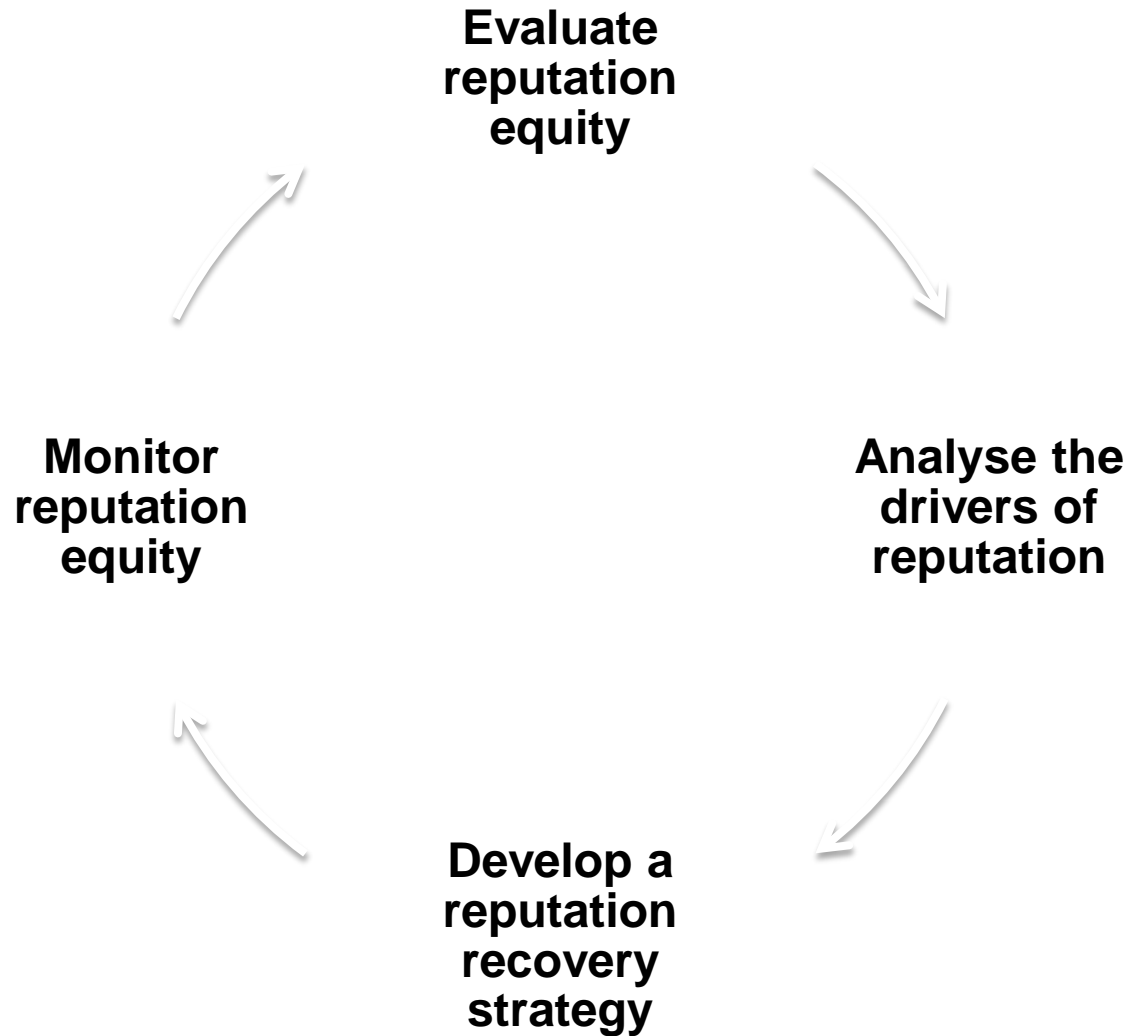 Evaluate
reputation
equity
Monitor
reputation
equity
Analyse the
drivers of
reputation
Develop a
reputation
recovery
strategy